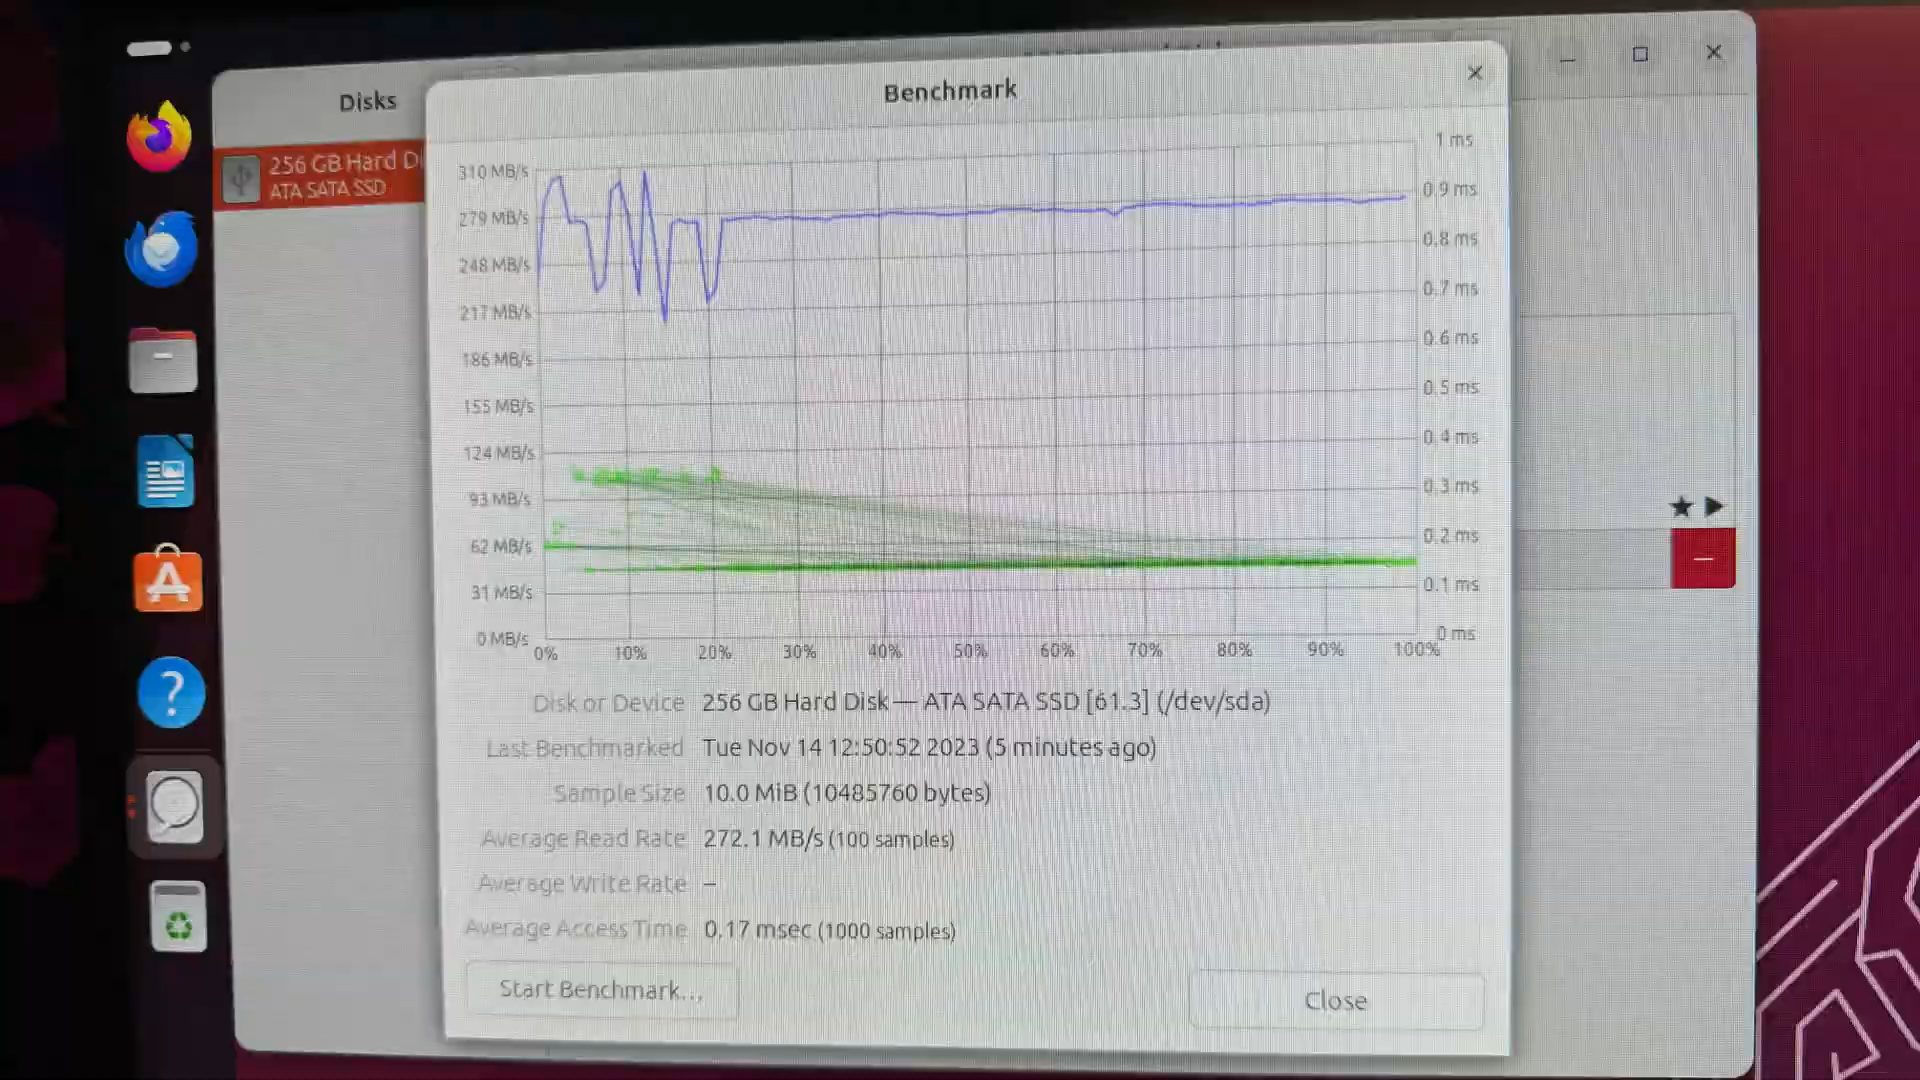 Disks
Benchmark
256 GB Hard Di
ATA SATA SSD
310 MB/s
279 MB/s
248 MB/s
217 MB/s
186 MB/s
155 MB/s
124 MB/s
93 MB/s
62 MB/s
31 MB/s
0 MB/s
1 ms
0.9 ms
0.8 ms
0.7 ms
0.6 ms
0.5 ms
0.4 ms
0.3 ms
0.2 ms
0.1 ms
0 ms
0% 10% 20% 30% 40% 50% 60% 70% 80% 90% 100%
Disk or Device 256 GB Hard Disk — ATA SATA SSD [61.3] (/dev/sda)
Last Benchmarked Tue Nov 14 12:50:52 2023 (5 minutes ago)
Sample Size 10.0 MiB (10485760 bytes)
Average Read Rate 272.1 MB/s (100 samples)
Average Write Rate –
Average Access Time 0.17 msec (1000 samples)
Start Benchmark...
Close